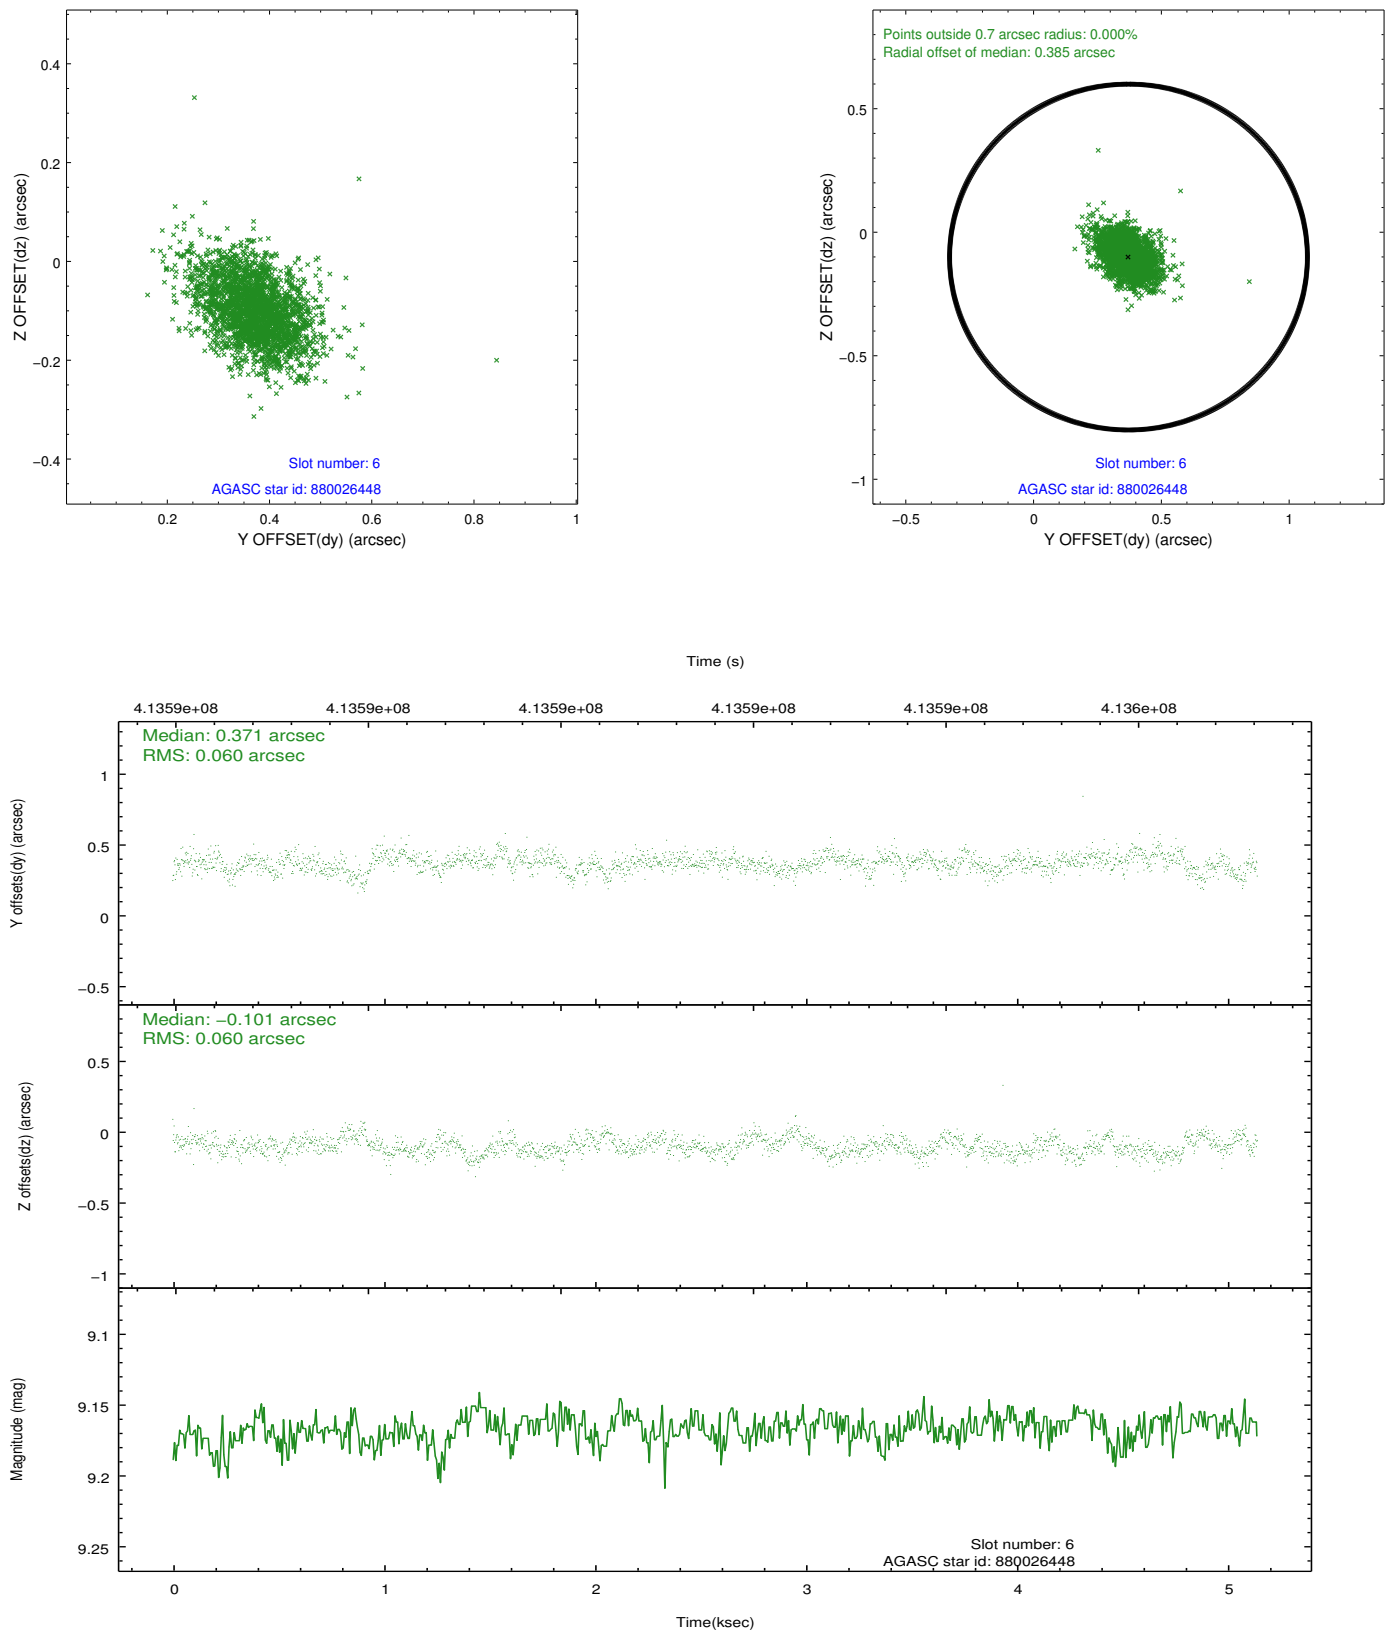 0.4
0.2
0
−0.2
−0.4
Z OFFSET(dz) (arcsec)
Slot number: 6
AGASC star id: 880026448
0.2 0.4 0.6 0.8 1
Y OFFSET(dy) (arcsec)
Points outside 0.7 arcsec radius: 0.000%
Radial offset of median: 0.385 arcsec
0.5
0
−0.5
−1
Z OFFSET(dz) (arcsec)
Slot number: 6
AGASC star id: 880026448
−0.5 0 0.5 1
Y OFFSET(dy) (arcsec)
Time (s)
4.1359e+08 4.1359e+08 4.1359e+08 4.1359e+08 4.1359e+08 4.136e+08
Median: 0.371 arcsec
RMS: 0.060 arcsec
1
0.5
0
−0.5
Y offsets(dy) (arcsec)
Median: −0.101 arcsec
RMS: 0.060 arcsec
0.5
0
−0.5
−1
Z offsets(dz) (arcsec)
9.1
9.15
9.2
9.25
Magnitude (mag)
Slot number: 6
AGASC star id: 880026448
0 1 2 3 4 5
Time(ksec)